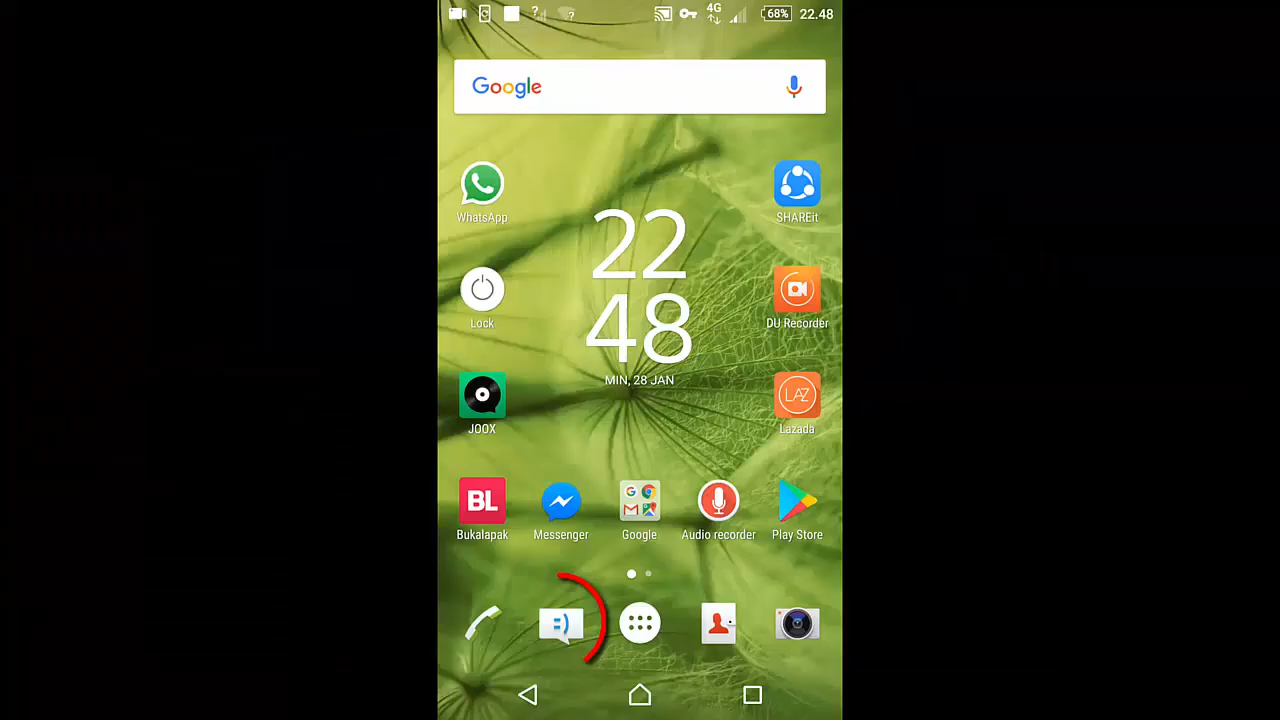 ? ? 4G 68% 22.48
Google
WhatsApp
SHAREit
22
48
Lock
DU Recorder
MIN, 28 JAN
LAZ
JOOX
Lazada
BL
G
M
Bukalapak
Messenger
Google
Audio recorder
Play Store
:)